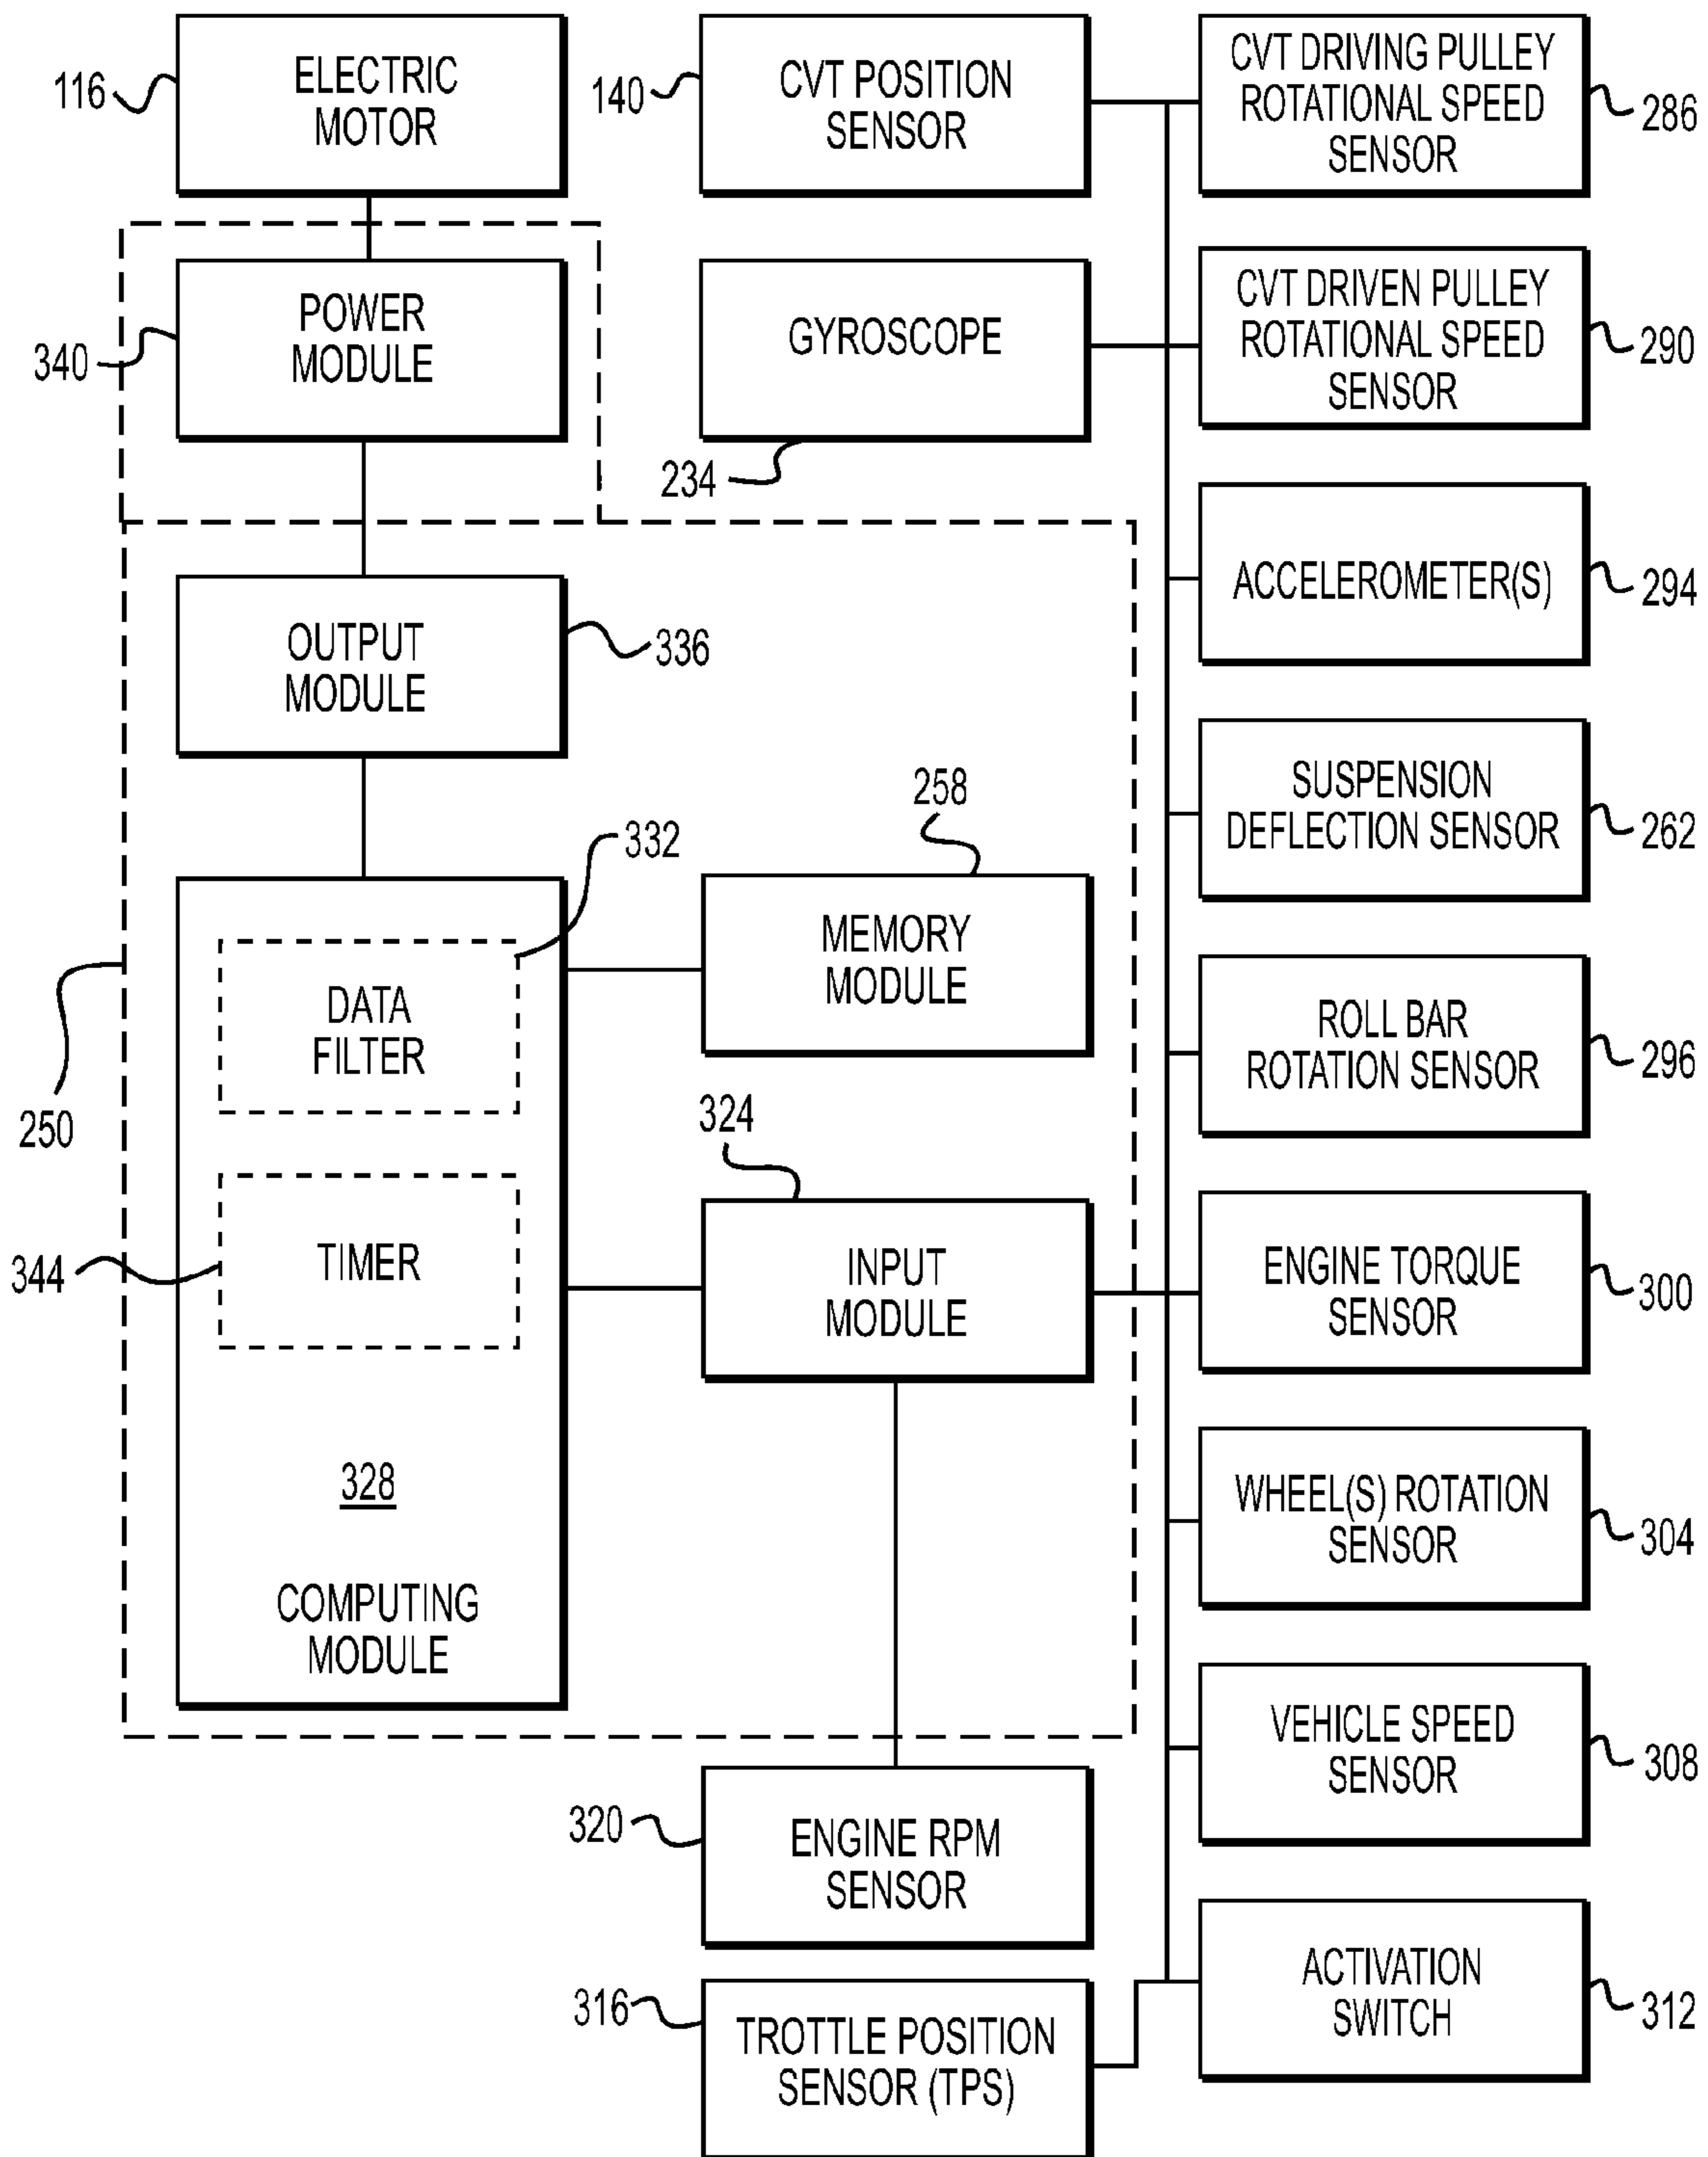 116
ELECTRIC
MOTOR
140
CVT POSITION
SENSOR
CVT DRIVING PULLEY
ROTATIONAL SPEED
SENSOR
286
340
POWER
MODULE
GYROSCOPE
234
CVT DRIVEN PULLEY
ROTATIONAL SPEED
SENSOR
290
ACCELEROMETER(S)
294
OUTPUT
MODULE
336
SUSPENSION
DEFLECTION SENSOR
262
332
258
DATA
FILTER
MEMORY
MODULE
250
ROLL BAR
ROTATION SENSOR
296
324
344
TIMER
INPUT
MODULE
ENGINE TORQUE
SENSOR
300
328
COMPUTING
MODULE
WHEEL(S) ROTATION
SENSOR
304
VEHICLE SPEED
SENSOR
308
320
ENGINE RPM
SENSOR
ACTIVATION
SWITCH
312
316
TROTTLE POSITION
SENSOR (TPS)